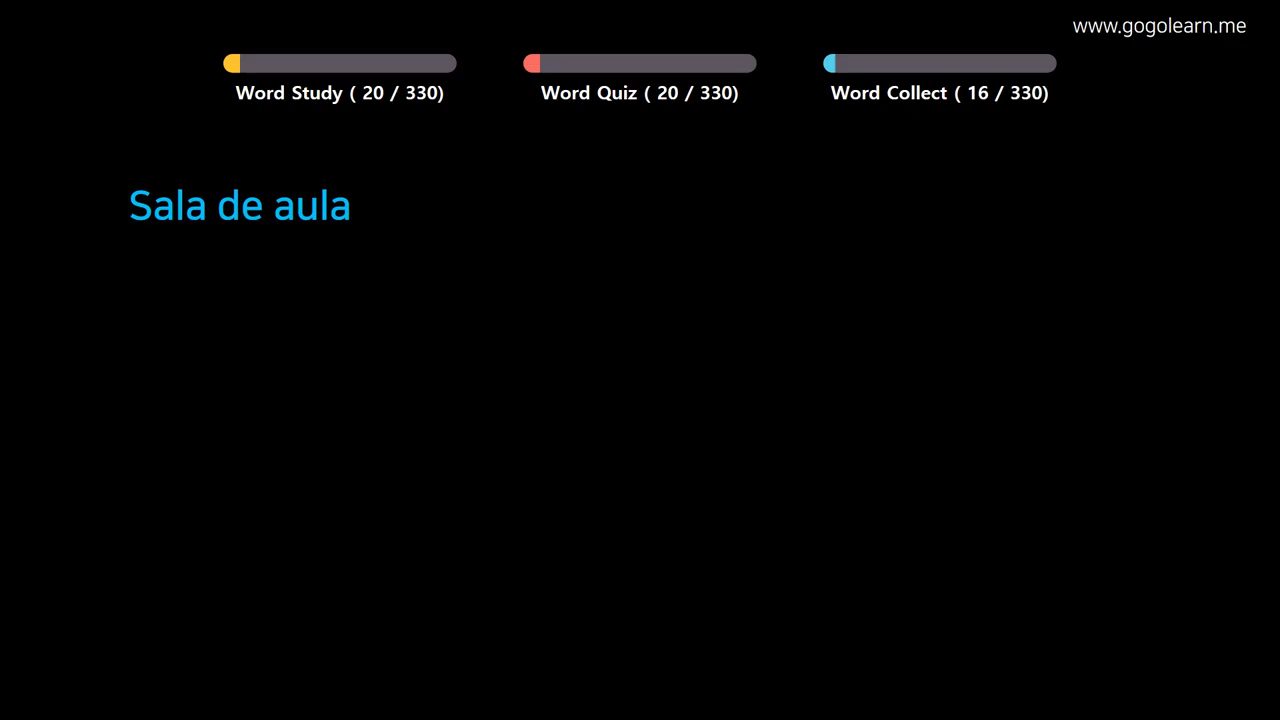 www.gogolearn.me
Word Study ( 20 / 330)
Word Quiz ( 20 / 330)
Word Collect ( 16 / 330)
Sala de aula